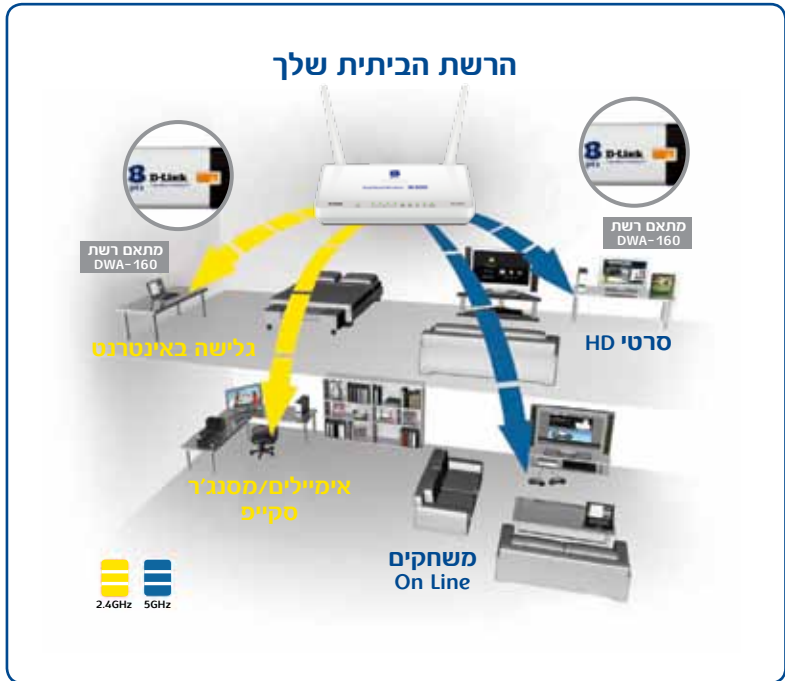 הרשת הביתית שלך
D-Link
D-Link
מתאם רשת
DWA-160
מתאם רשת
DWA-160
גלישה באינטרנט
סרטי HD
אימיילים/מסנג'ר
סקייפ
משחקים
On Line
2.4GHz
5GHz